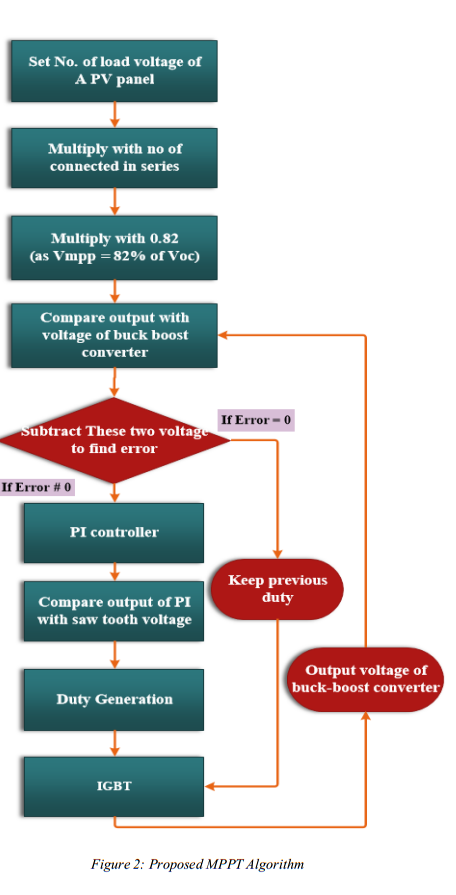 Set No. of load voltage of
A PV panel
Multiply with no of
connected in series
Multiply with 0.82
(as Vmpp = 82% of Voc)
Compare output with
voltage of buck boost
converter
Subtract These two voltage
to find error
If Error = 0
If Error # 0
PI controller
Keep previous
duty
Compare output of PI
with saw tooth voltage
Output voltage of
buck-boost converter
Duty Generation
IGBT
Figure 2: Proposed MPPT Algorithm